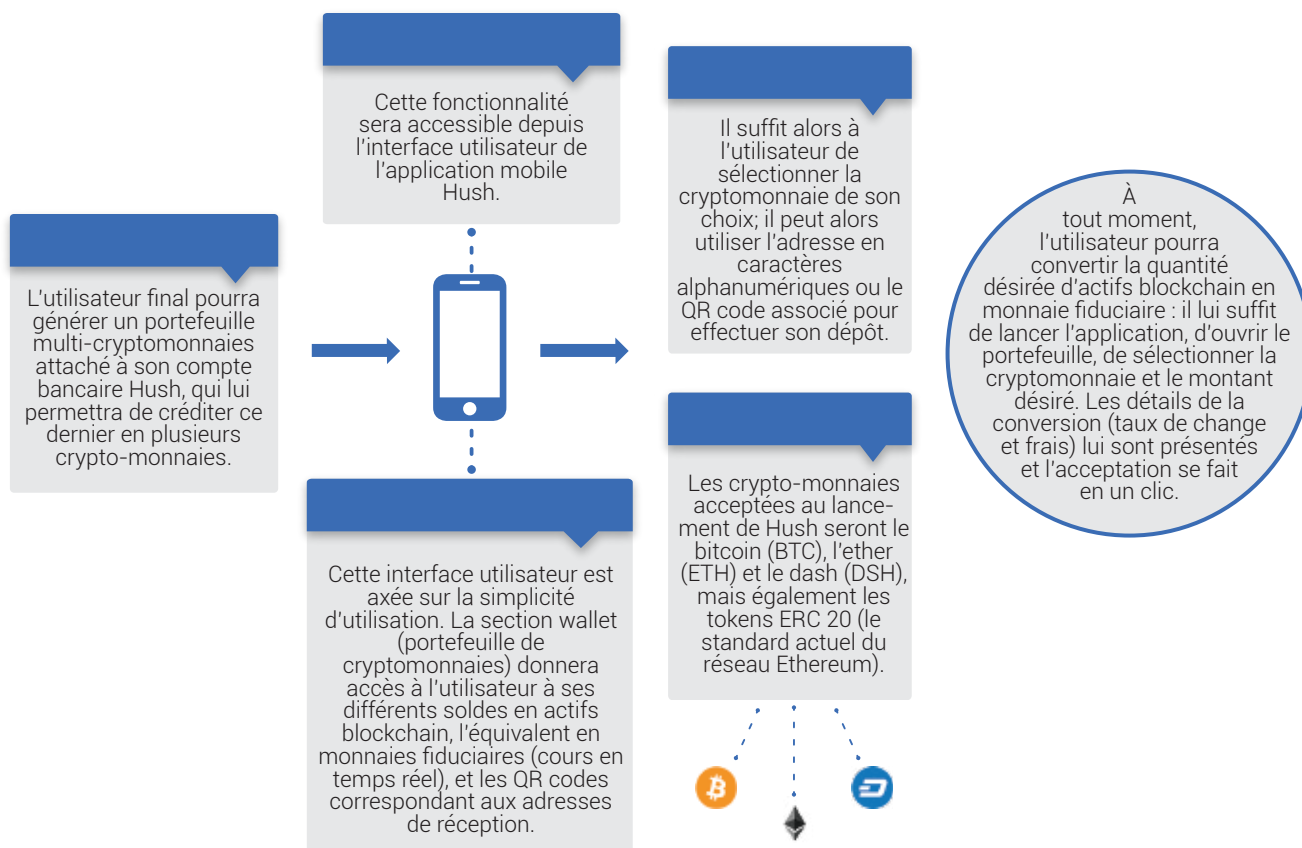 L'utilisateur final pourra
générer un portefeuille
multi-cryptomonnaies
attaché à son compte
bancaire Hush, qui lui
permettra de créditer ce
dernier en plusieurs
crypto-monnaies.
Cette fonctionnalité
sera accessible depuis
l'interface utilisateur de
l'application mobile
Hush.
Cette interface utilisateur est
axée sur la simplicité
d'utilisation. La section wallet
(portefeuille de
cryptomonnaies) donnera
accès à l'utilisateur à ses
différents soldes en actifs
blockchain, l'équivalent en
monnaies fiduciaires (cours en
temps réel), et les QR codes
correspondant aux adresses
de réception.
Il suffit alors à
l'utilisateur de
sélectionner la
cryptomonnaie de son
choix; il peut alors
utiliser l'adresse en
caractères
alphanumériques ou le
QR code associé pour
effectuer son dépôt.
Les crypto-monnaies
acceptées au lance-
ment de Hush seront le
bitcoin (BTC), l'ether
(ETH) et le dash (DSH),
mais également les
tokens ERC 20 (le
standard actuel du
réseau Ethereum).
À
tout moment,
l'utilisateur pourra
convertir la quantité
désirée d'actifs blockchain en
monnaie fiduciaire : il lui suffit
de lancer l'application, d'ouvrir le
portefeuille, de sélectionner la
cryptomonnaie et le montant
désiré. Les détails de la
conversion (taux de change
et frais) lui sont présentés
et l'acceptation se fait
en un clic.